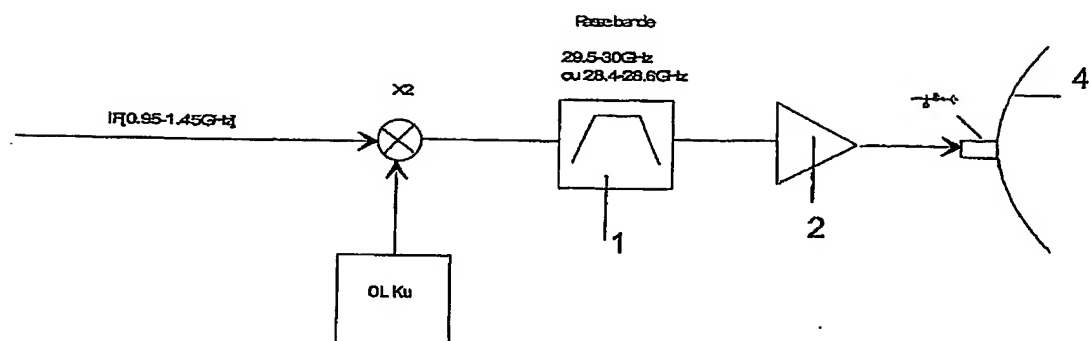 Passe bande
29.5-30GHz
ou 28.4-28.6GHz
X2
IF[0.95-1.45GHz]
4
1
2
OL Ku